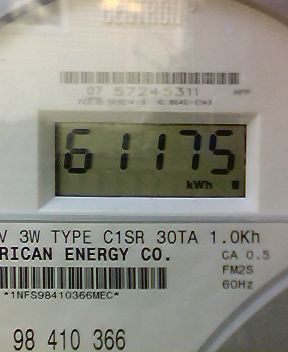 CENTRON®
07 57245311
61175
kWh
V 3W TYPE C1SR 30TA 1.0Kh
RICAN ENERGY CO.
CA 0.5
FM2S
60Hz
*1NFS98410366MEC*
98 410 366